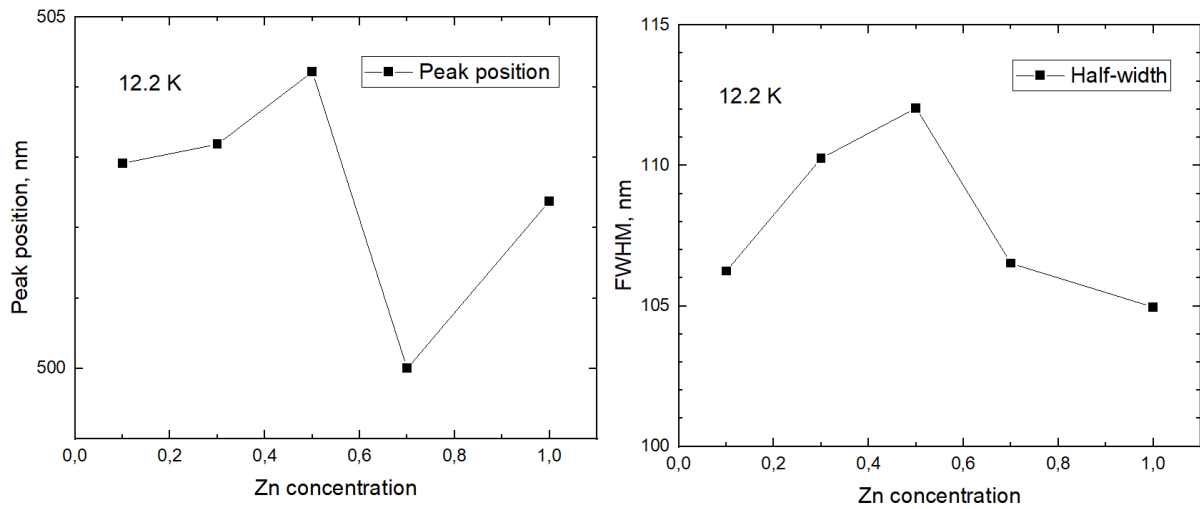 505
12.2 K
Peak position
Peak position, nm
500
0,0 0,2 0,4 0,6 0,8 1,0
Zn concentration
115
12.2 K
Half-width
110
FWHM, nm
105
100
0,0 0,2 0,4 0,6 0,8 1,0
Zn concentration